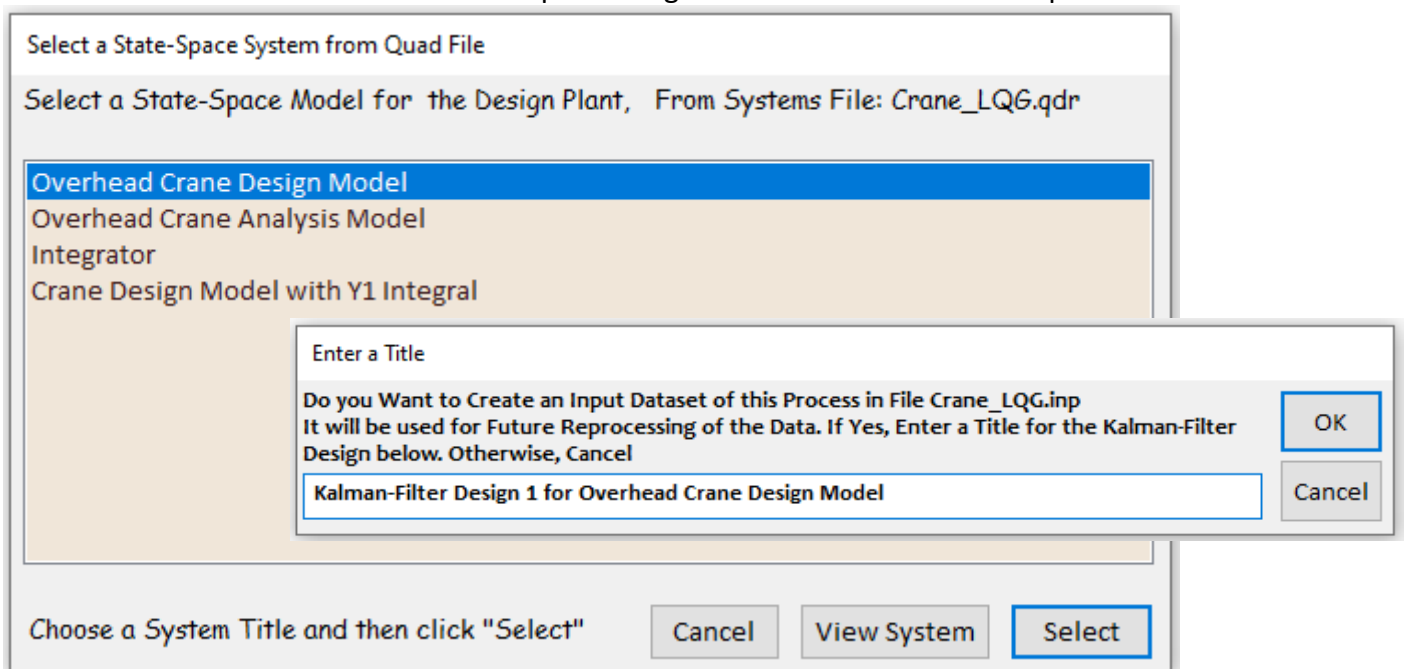 Select a State-Space System from Quad File
Select a State-Space Model for the Design Plant, From Systems File: Crane_LQG.qdr
Overhead Crane Design Model
Overhead Crane Analysis Model
Integrator
Crane Design Model with Y1 Integral
Enter a Title
Do you Want to Create an Input Dataset of this Process in File Crane_LQG.inp
It will be used for Future Reprocessing of the Data. If Yes, Enter a Title for the Kalman-Filter
Design below. Otherwise, Cancel
Kalman-Filter Design 1 for Overhead Crane Design Model
OK
Cancel
Choose a System Title and then click "Select"
Cancel
View System
Select